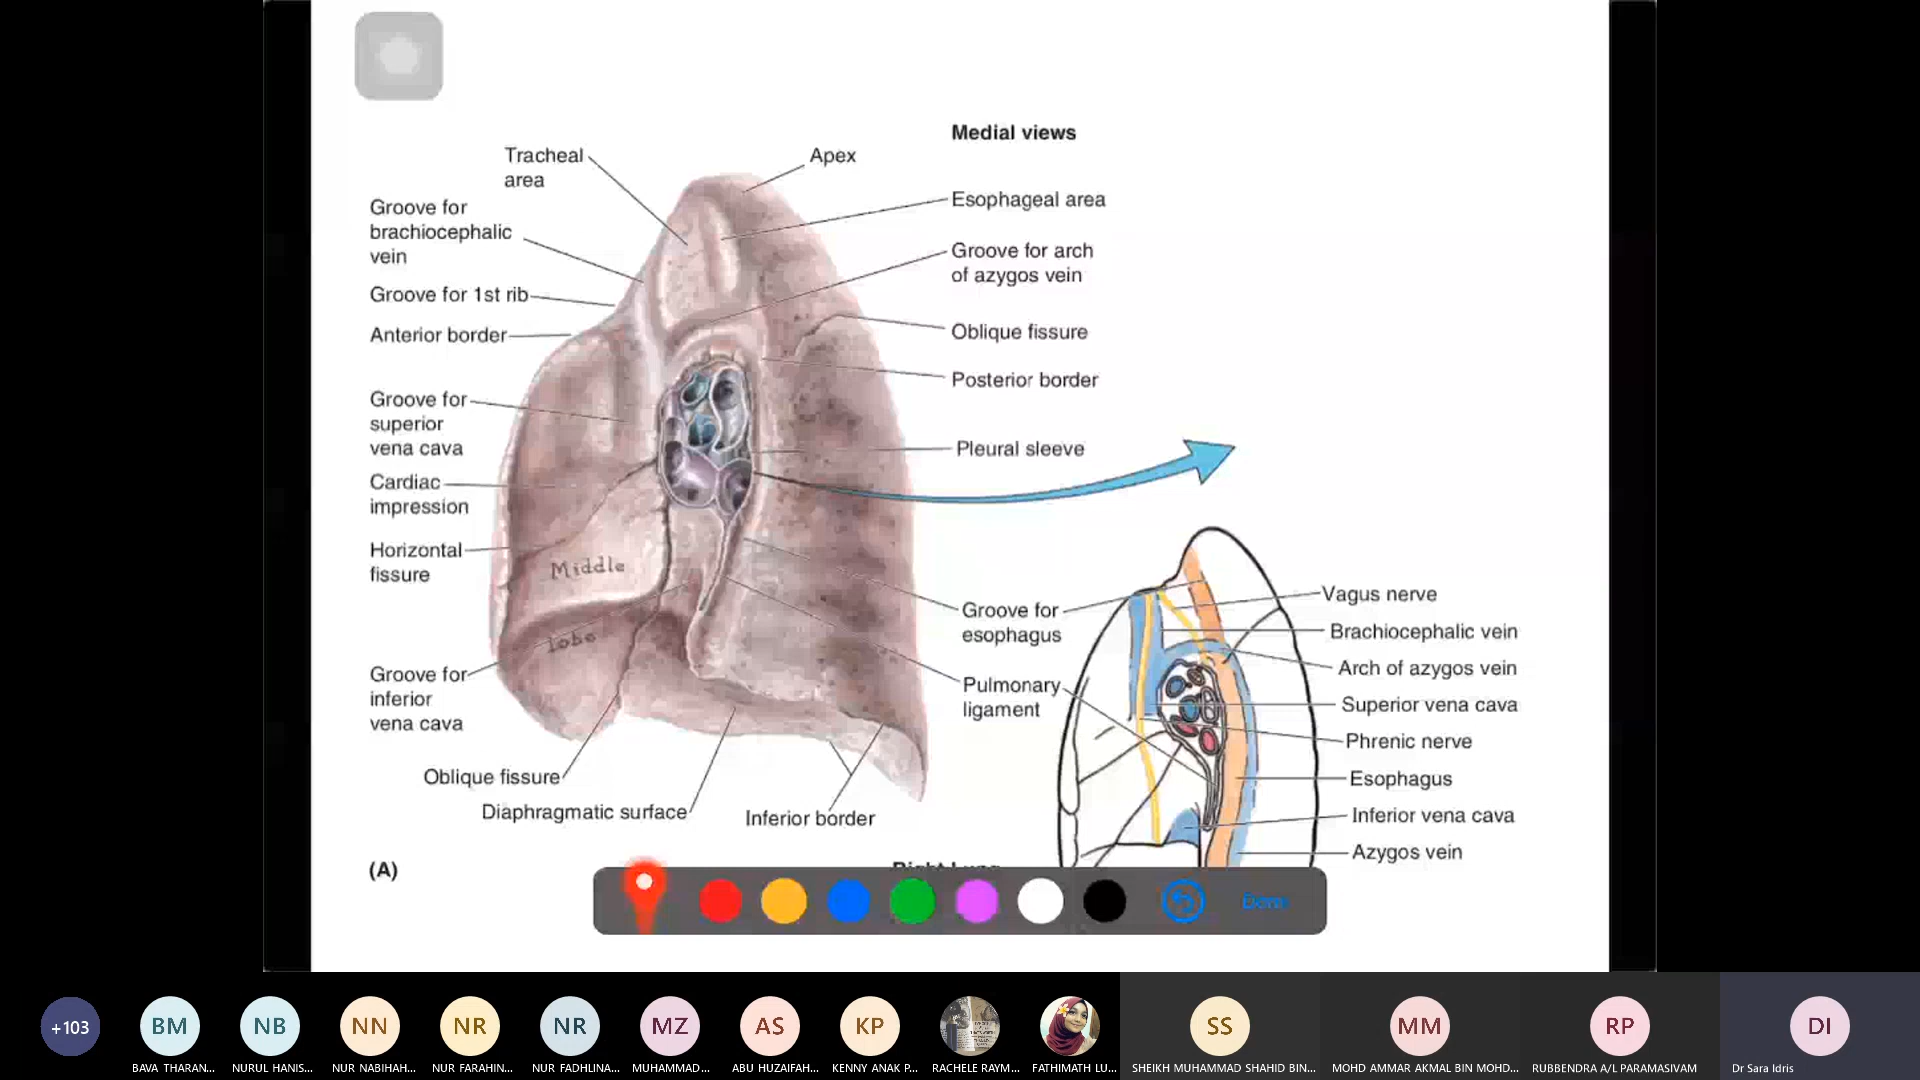 Medial views
Tracheal
area
Apex
Groove for
brachiocephalic
vein
Esophageal area
Groove for arch
of azygos vein
Groove for 1st rib
Anterior border
Oblique fissure
Posterior border
Groove for
superior
vena cava
Pleural sleeve
Cardiac
impression
Horizontal
fissure
Middle
lobe
Groove for
esophagus
Groove for
inferior
vena cava
Pulmonary
ligament
Oblique fissure
Diaphragmatic surface
Inferior border
Vagus nerve
Brachiocephalic vein
Arch of azygos vein
Superior vena cava
Phrenic nerve
Esophagus
Inferior vena cava
Azygos vein
(A)
Right Lung
Done
+103
BM
NB
NN
NR
NR
MZ
AS
KP
SS
MM
RP
DI
BAVA THARAN...
NURUL HANIS...
NUR NABIHAH...
NUR FARAHIN...
NUR FADHLINA...
MUHAMMAD...
ABU HUZAIFAH...
KENNY ANAK P...
RACHELE RAYM...
FATHIMATH LU...
SHEIKH MUHAMMAD SHAHID BIN...
MOHD AMMAR AKMAL BIN MOHD...
RUBBENDRA A/L PARAMASIVAM
Dr Sara Idris